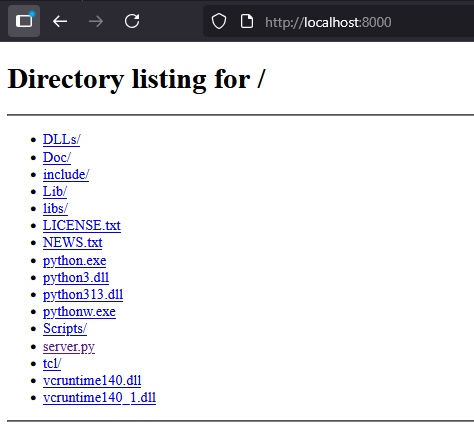 http://localhost:8000
Directory listing for /
DLLs/
Doc/
include/
Lib/
libs/
LICENSE.txt
NEWS.txt
python.exe
python3.dll
python313.dll
pythonw.exe
Scripts/
server.py
tcl/
vcruntime140.dll
vcruntime140_1.dll